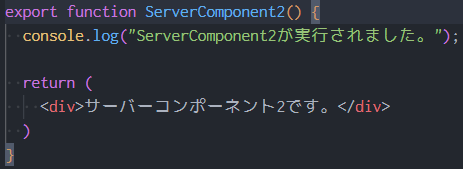 export function ServerComponent2() {
  console.log("ServerComponent2が実行されました。");

  return (
    <div>サーバーコンポーネント2です。</div>
  )
}